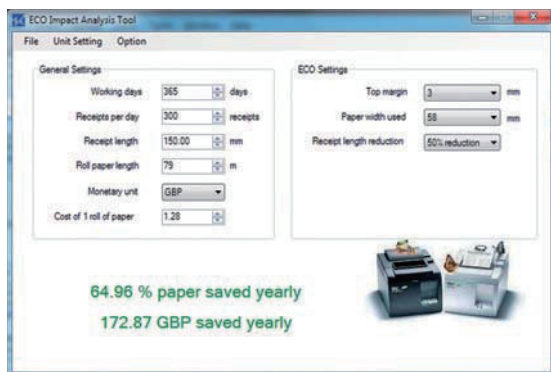 ECO Impact Analysis Tool
File Unit Setting Option
General Settings
Working days 365 days
Receipts per day 300 receipts
Receipt length 150.00 mm
Roll paper length 79 m
Monetary unit GBP
Cost of 1 roll of paper 1.28
ECO Settings
Top margin 3 mm
Paper width used 58 mm
Receipt length reduction 50% reduction
64.96 % paper saved yearly
172.87 GBP saved yearly